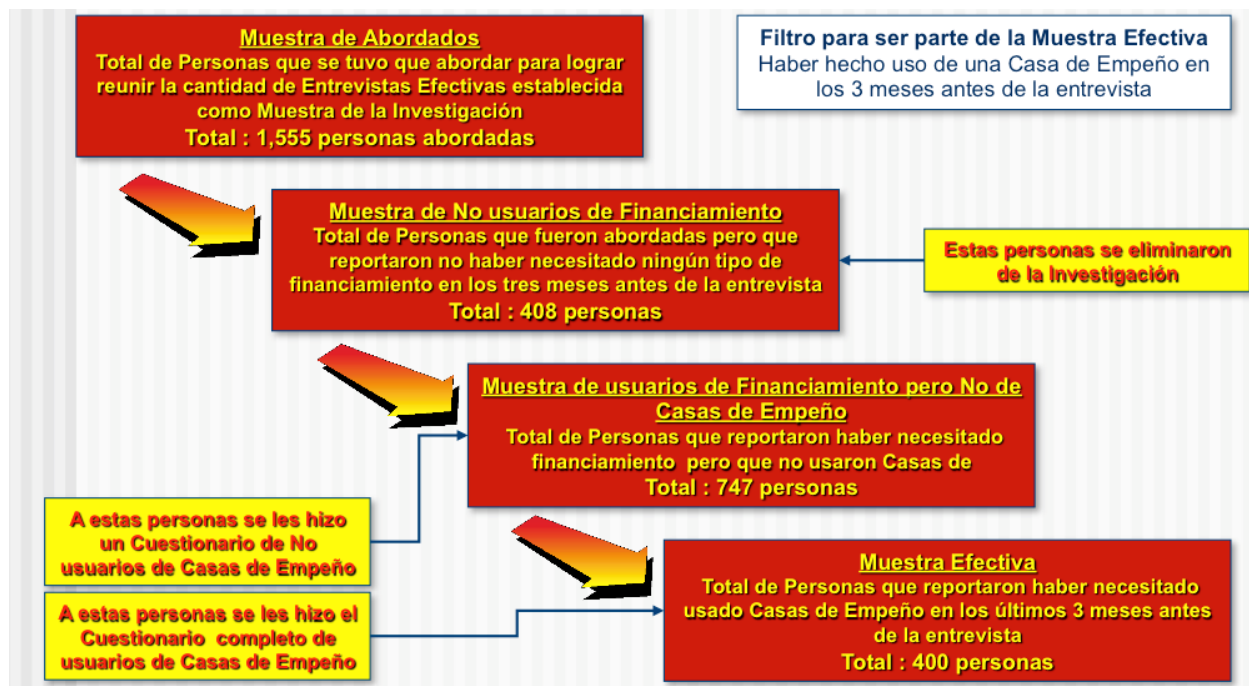 Muestra de Abordados
Total de Personas que se tuvo que abordar para lograr
reunir la cantidad de Entrevistas Efectivas establecida
como Muestra de la Investigación
Total : 1,555 personas abordadas
Filtro para ser parte de la Muestra Efectiva
Haber hecho uso de una Casa de Empeño en
los 3 meses antes de la entrevista
Muestra de No usuarios de Financiamiento
Total de Personas que fueron abordadas pero que
reportaron no haber necesitado ningún tipo de
financiamiento en los tres meses antes de la entrevista
Total : 408 personas
Estas personas se eliminaron
de la Investigación
Muestra de usuarios de Financiamiento pero No de
Casas de Empeño
Total de Personas que reportaron haber necesitado
financiamiento pero que no usaron Casas de
Total : 747 personas
A estas personas se les hizo
un Cuestionario de No
usuarios de Casas de Empeño
A estas personas se les hizo el
Cuestionario completo de
usuarios de Casas de Empeño
Muestra Efectiva
Total de Personas que reportaron haber necesitado
usado Casas de Empeño en los últimos 3 meses antes
de la entrevista
Total : 400 personas